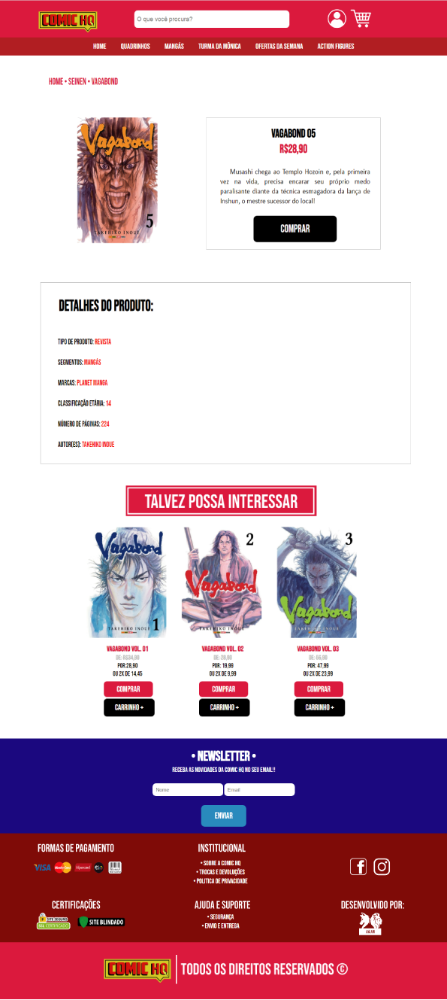 COMIC HQ
O que você procura?
HOME QUADRINHOS MANGÁS TURMA DA MÔNICA OFERTAS DA SEMANA ACTION FIGURES
HOME • SEINEN • VAGABOND
Vagabond
5
TAKEHIKO INOUE
VAGABOND 05
R$28,90
Musashi chega ao Templo Hozoin e, pela primeira
vez na vida, precisa encarar seu próprio medo
paralisante diante da técnica esmagadora da lança de
Inshun, o mestre sucessor do local!
COMPRAR
DETALHES DO PRODUTO:
TIPO DE PRODUTO: REVISTA
SEGMENTOS: MANGÁS
MARCAS: PLANET MANGA
CLASSIFICAÇÃO ETÁRIA: 14
NÚMERO DE PÁGINAS: 224
AUTOR(ES): TAKEHIKO INOUE
TALVEZ POSSA INTERESSAR
Vagabond 1 TAKEHIKO INOUE
2 Vagabond TAKEHIKO INOUE
3 Vagabond TAKEHIKO INOUE
VAGABOND VOL. 01 VAGABOND VOL. 02 VAGABOND VOL. 03
DE: R$34,90 DE: 29,90 DE: 56,90
POR:28,90 POR: 19,99 POR: 47,99
OU 2X DE 14,45 OU 2X DE 9,99 OU 2X DE 23,99
COMPRAR COMPRAR COMPRAR
CARRINHO + CARRINHO + CARRINHO +
• NEWSLETTER •
RECEBA AS NOVIDADES DA COMIC HQ NO SEU EMAIL!!
Nome Email
ENVIAR
FORMAS DE PAGAMENTO INSTITUCIONAL
VISA MasterCard Hipercard elo
• SOBRE A COMIC HQ
• TROCAS E DEVOLUÇÕES
• POLITICA DE PRIVACIDADE
CERTIFICAÇÕES AJUDA E SUPORTE DESENVOLVIDO POR:
SITE SEGURO
SSL CERTIFICADO
SITE BLINDADO
• SEGURANÇA
• ENVIO E ENTREGA
COMIC HQ TODOS OS DIREITOS RESERVADOS ©